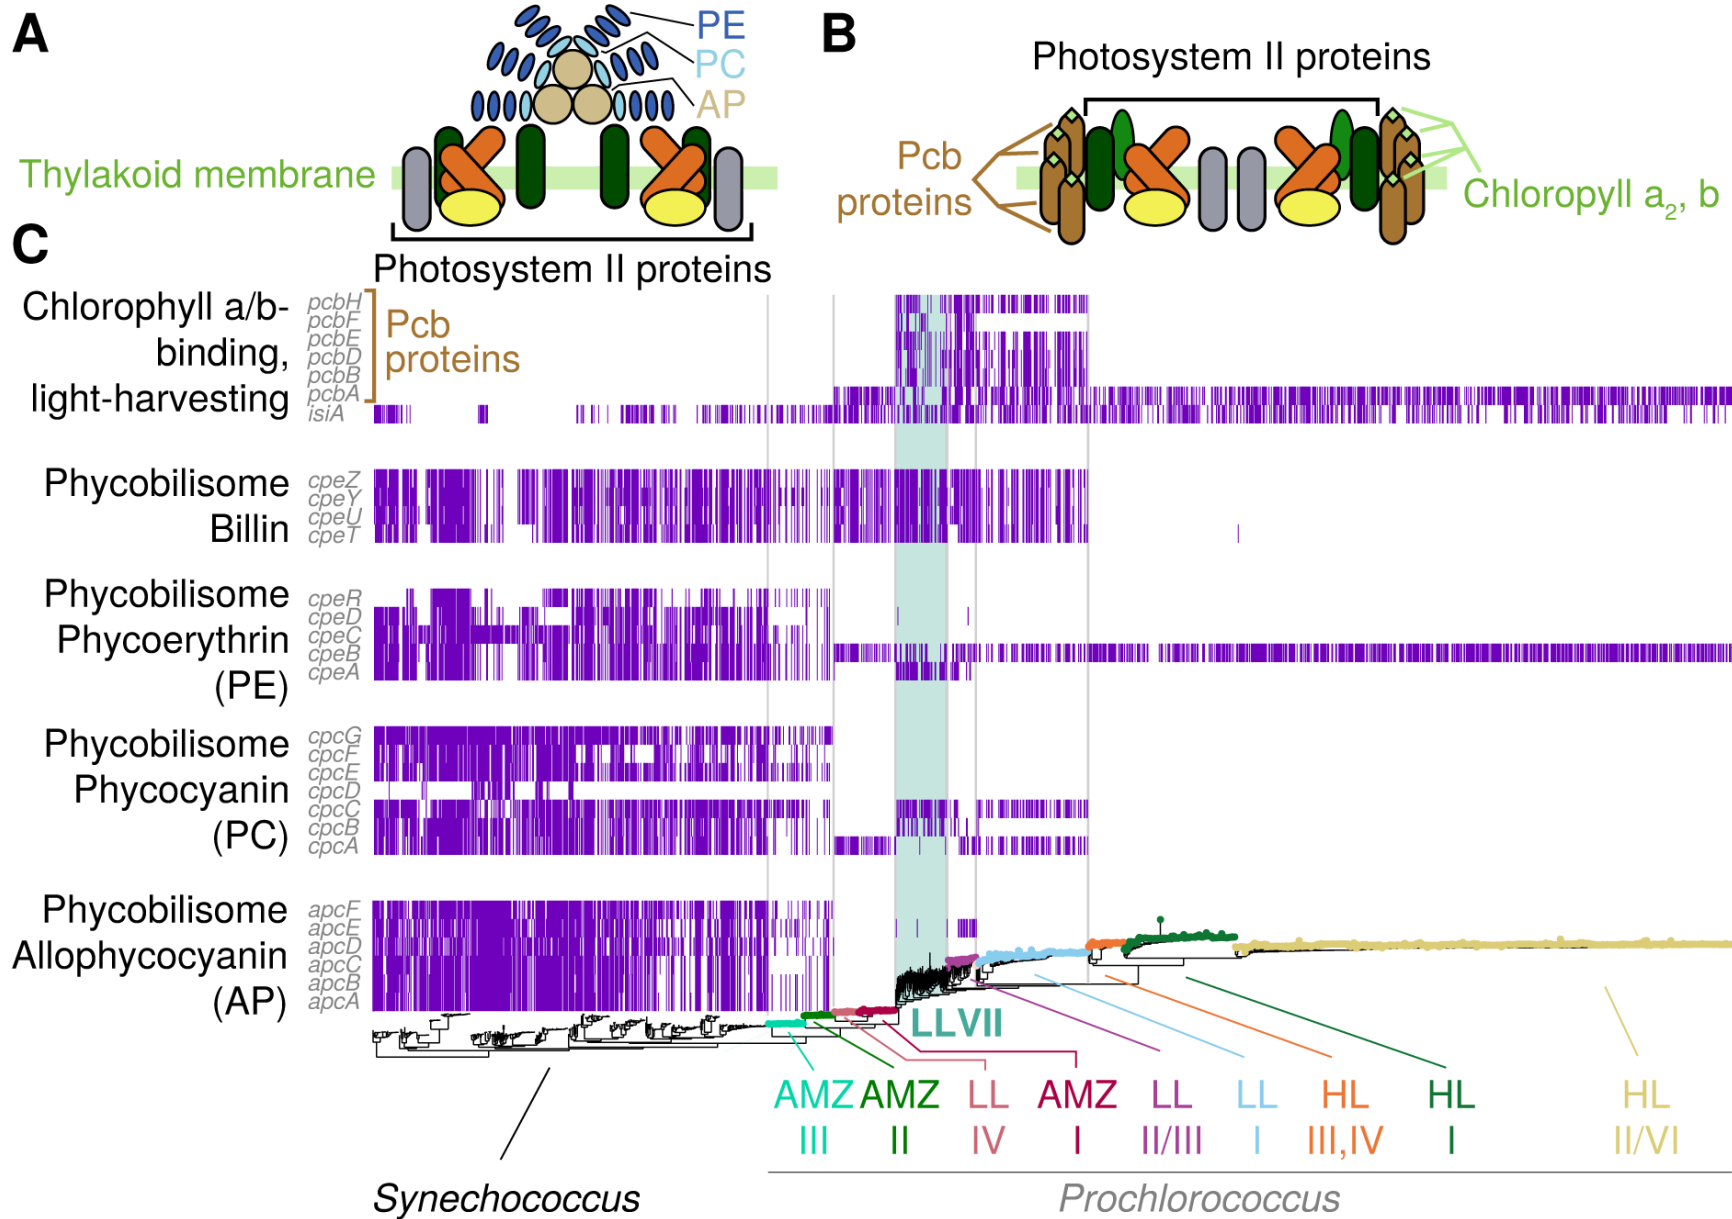 A
PE
PC
AP
Thylakoid membrane
Photosystem II proteins
B
Photosystem II proteins
Pcb
proteins
Chloropyll a2, b
C
Chlorophyll a/b-
binding,
light-harvesting
pcbH
pcbF
pcbE
pcbD
pcbB
pcbA
isiA
Pcb
proteins
Phycobilisome
Billin
cpeZ
cpeY
cpeU
cpeT
Phycobilisome
Phycoerythrin
(PE)
cpeR
cpeD
cpeC
cpeB
cpeA
Phycobilisome
Phycocyanin
(PC)
cpcG
cpcF
cpcE
cpcD
cpcC
cpcB
cpcA
Phycobilisome
Allophycocyanin
(AP)
apcF
apcE
apcD
apcC
apcB
apcA
LLVII
AMZ
III
AMZ
II
LL
IV
AMZ
I
LL
II/III
LL
I
HL
III,IV
HL
I
HL
II/VI
Synechococcus
Prochlorococcus